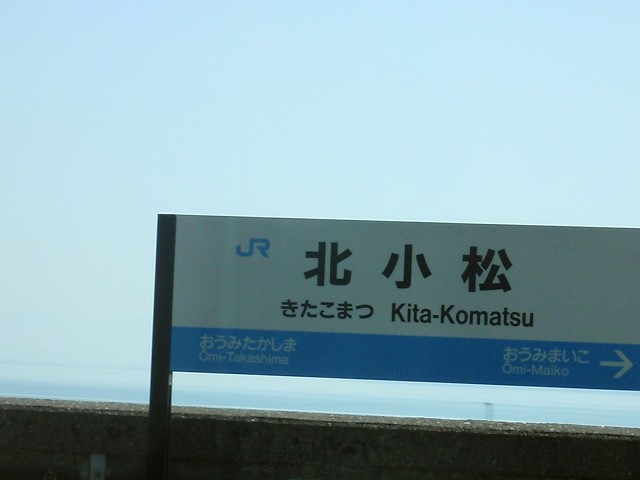 JR 北小松
きたこまつ Kita-Komatsu
おうみたかしま おうみまいこ →
Ōmi-Takashima Ōmi-Maiko